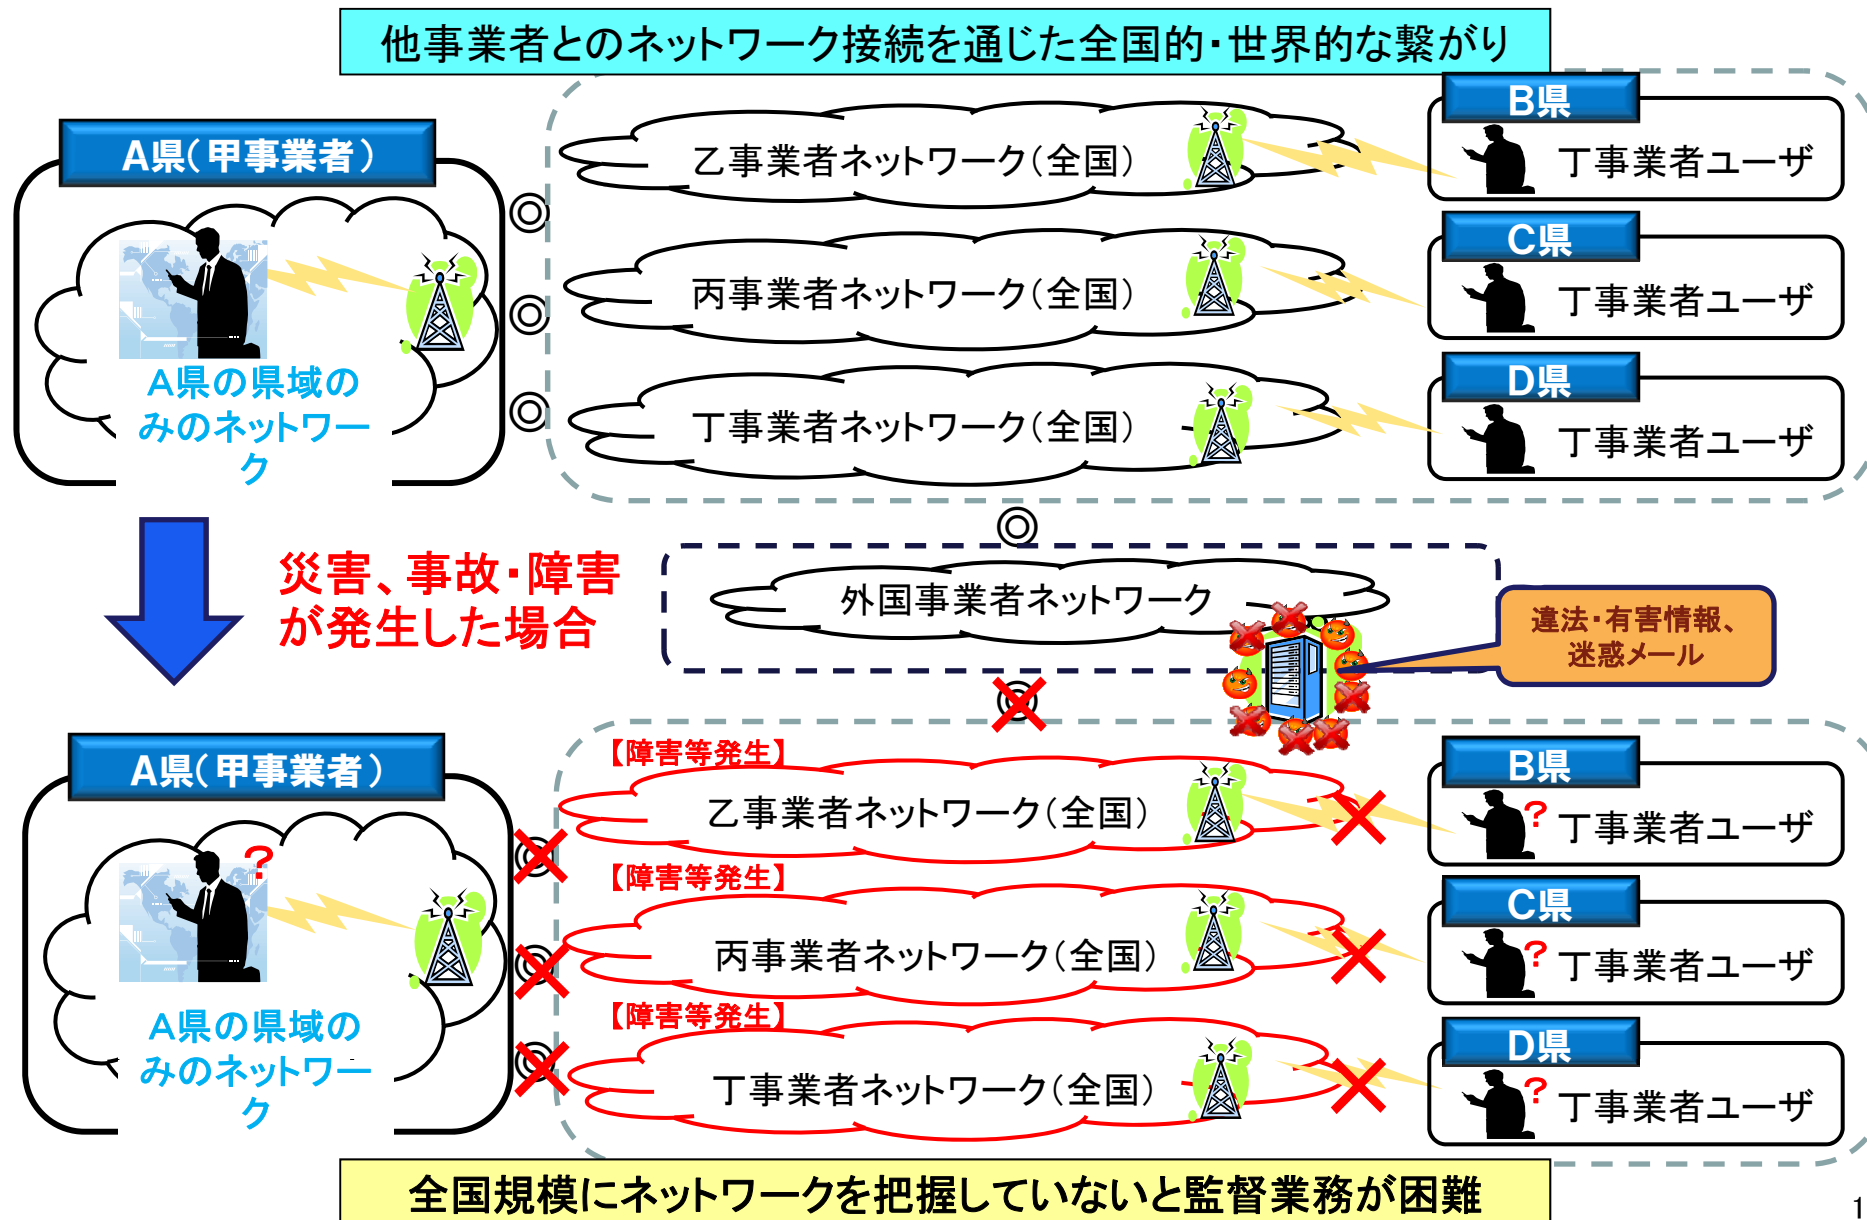 他事業者とのネットワーク接続を通じた全国的・世界的な繋がり
A県（甲事業者）
A県の県域の
みのネットワー
ク
乙事業者ネットワーク（全国）
丙事業者ネットワーク（全国）
丁事業者ネットワーク（全国）
B県
丁事業者ユーザ
C県
丁事業者ユーザ
D県
丁事業者ユーザ
災害、事故・障害
が発生した場合
外国事業者ネットワーク
違法・有害情報、
迷惑メール
A県（甲事業者）
?
A県の県域の
みのネットワー
ク
【障害等発生】
乙事業者ネットワーク（全国）
【障害等発生】
丙事業者ネットワーク（全国）
【障害等発生】
丁事業者ネットワーク（全国）
B県
? 丁事業者ユーザ
C県
? 丁事業者ユーザ
D県
? 丁事業者ユーザ
全国規模にネットワークを把握していないと監督業務が困難
1